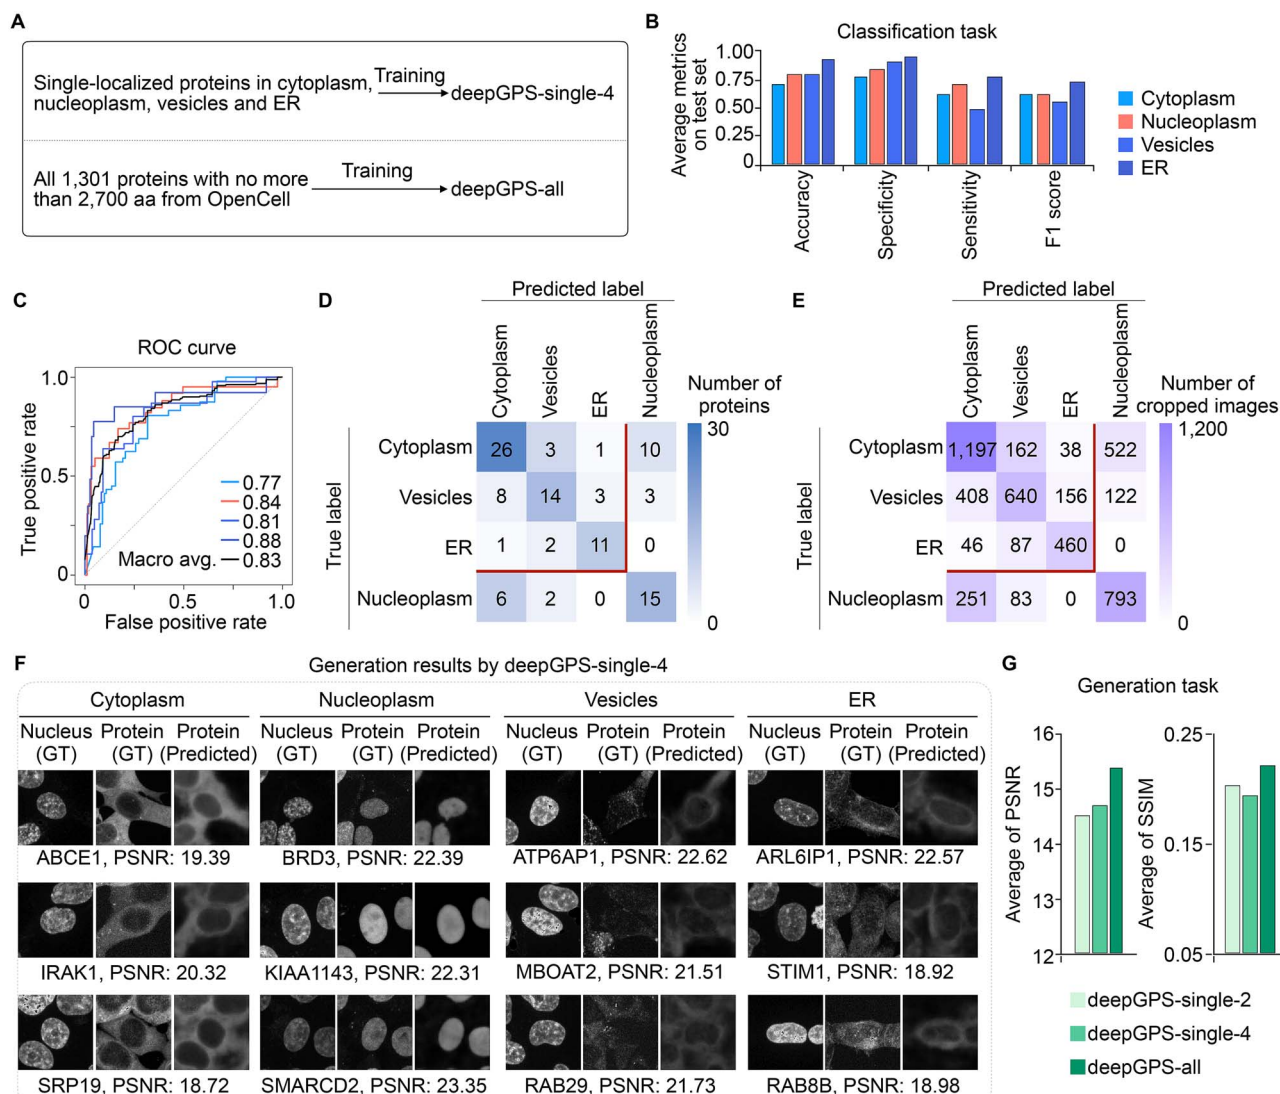 A
Single-localized proteins in cytoplasm,
nucleoplasm, vesicles and ER
Training
deepGPS-single-4
All 1,301 proteins with no more
than 2,700 aa from OpenCell
Training
deepGPS-all
B
Classification task
Average metrics
on test set
1.00
0.75
0.50
0.25
0
Accuracy
Specificity
Sensitivity
F1 score
Cytoplasm
Nucleoplasm
Vesicles
ER
C
ROC curve
True positive rate
1.0
0.5
0
0.77
0.84
0.81
0.88
Macro avg. 0.83
0 0.5 1.0
False positive rate
D
Predicted label
Cytoplasm
Vesicles
ER
Nucleoplasm
True label
Cytoplasm 26 3 1 10
Vesicles 8 14 3 3
ER 1 2 11 0
Nucleoplasm 6 2 0 15
Number of
proteins
30
0
E
Predicted label
Cytoplasm
Vesicles
ER
Nucleoplasm
True label
Cytoplasm 1,197 162 38 522
Vesicles 408 640 156 122
ER 46 87 460 0
Nucleoplasm 251 83 0 793
Number of
cropped images
1,200
0
F
Generation results by deepGPS-single-4
Cytoplasm Nucleoplasm Vesicles ER
Nucleus Protein Protein Nucleus Protein Protein Nucleus Protein Protein Nucleus Protein Protein
(GT) (GT) (Predicted) (GT) (GT) (Predicted) (GT) (GT) (Predicted) (GT) (GT) (Predicted)
ABCE1, PSNR: 19.39 BRD3, PSNR: 22.39 ATP6AP1, PSNR: 22.62 ARL6IP1, PSNR: 22.57
IRAK1, PSNR: 20.32 KIAA1143, PSNR: 22.31 MBOAT2, PSNR: 21.51 STIM1, PSNR: 18.92
SRP19, PSNR: 18.72 SMARCD2, PSNR: 23.35 RAB29, PSNR: 21.73 RAB8B, PSNR: 18.98
G
Generation task
Average of PSNR
16
15
14
13
12
Average of SSIM
0.25
0.15
0.05
deepGPS-single-2
deepGPS-single-4
deepGPS-all